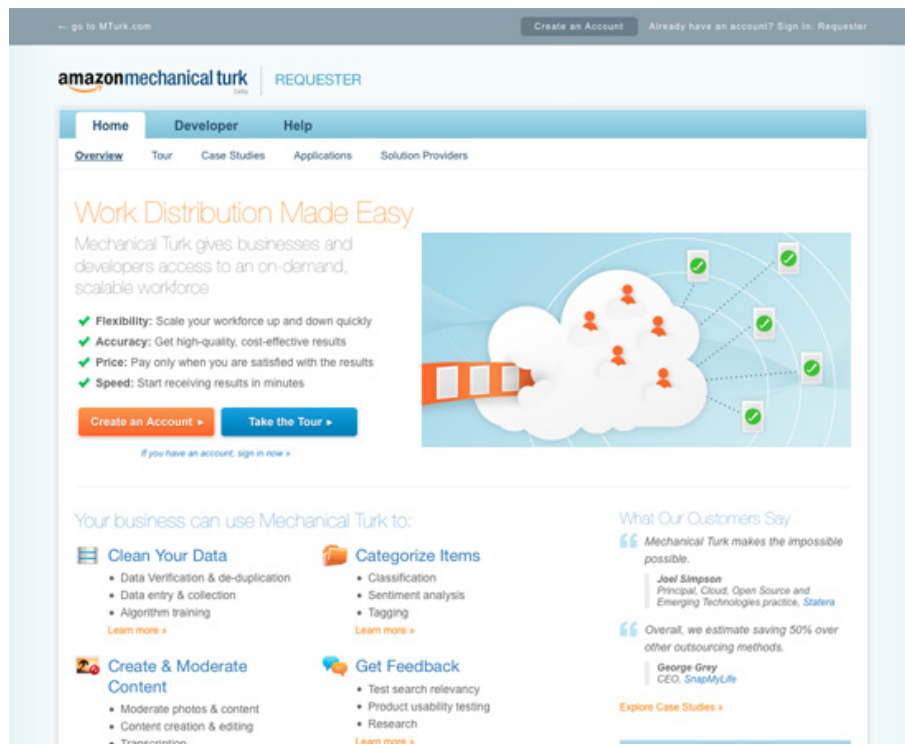 ← go to MTurk.com
Create an Account
Already have an account? Sign In: Requester
amazonmechanical turk
beta
REQUESTER
Home
Developer
Help
Overview
Tour
Case Studies
Applications
Solution Providers
Work Distribution Made Easy
Mechanical Turk gives businesses and
developers access to an on-demand,
scalable workforce
Flexibility: Scale your workforce up and down quickly
Accuracy: Get high-quality, cost-effective results
Price: Pay only when you are satisfied with the results
Speed: Start receiving results in minutes
Create an Account ▸
Take the Tour ▸
If you have an account, sign in now »
Your business can use Mechanical Turk to:
Clean Your Data
• Data Verification & de-duplication
• Data entry & collection
• Algorithm training
Learn more »
Categorize Items
• Classification
• Sentiment analysis
• Tagging
Learn more »
Create & Moderate
Content
• Moderate photos & content
• Content creation & editing
• Transcription
Get Feedback
• Test search relevancy
• Product usability testing
• Research
Learn more »
What Our Customers Say
Mechanical Turk makes the impossible
possible.
Joel Simpson
Principal, Cloud, Open Source and
Emerging Technologies practice, Statera
Overall, we estimate saving 50% over
other outsourcing methods.
George Grey
CEO, SnapMyLife
Explore Case Studies »